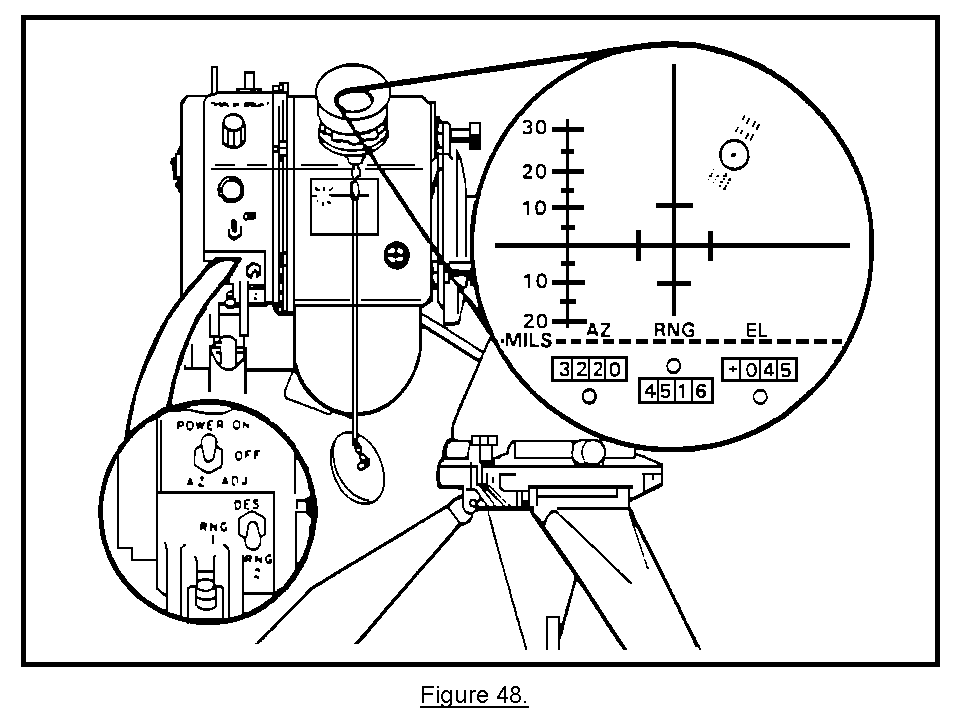 30
20
10
10
20
MILS
AZ RNG EL
3220
4516
+045
POWER ON
OFF
AZ ADJ
DES
RNG
1
RNG
2
Figure 48.